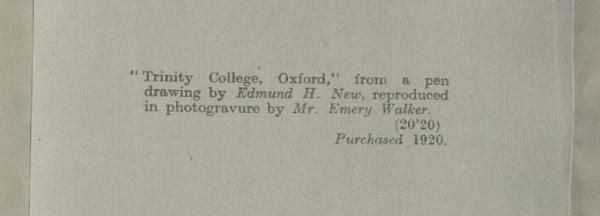 "Trinity College, Oxford," from a pen
drawing by Edmund H. New, reproduced
in photogravure by Mr. Emery Walker.
(20'20)
Purchased 1920.